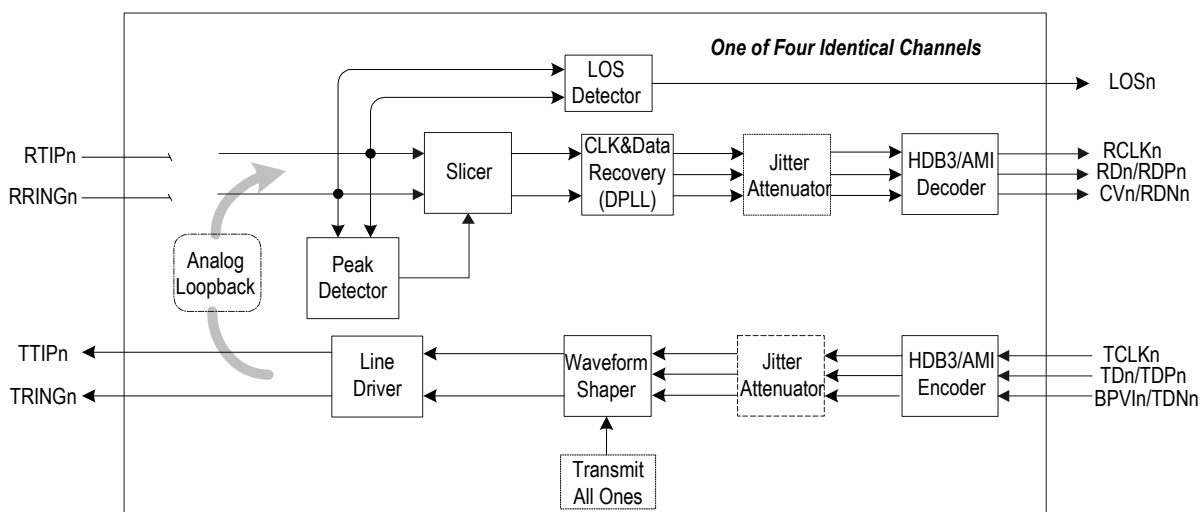 One of Four Identical Channels
LOS
Detector
LOSn
RTIPn
RRINGn
Slicer
CLK&Data
Recovery
(DPLL)
Jitter
Attenuator
HDB3/AMI
Decoder
RCLKn
RDn/RDPn
CVn/RDNn
Analog
Loopback
Peak
Detector
TTIPn
TRINGn
Line
Driver
Waveform
Shaper
Jitter
Attenuator
HDB3/AMI
Encoder
TCLKn
TDn/TDPn
BPVIn/TDNn
Transmit
All Ones